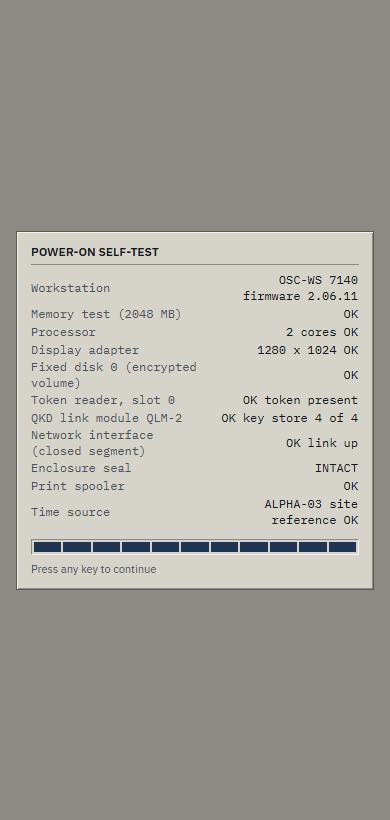 POWER-ON SELF-TEST
Workstation OSC-WS 7140
firmware 2.06.11
Memory test (2048 MB) OK
Processor 2 cores OK
Display adapter 1280 x 1024 OK
Fixed disk 0 (encrypted
volume) OK
Token reader, slot 0 OK token present
QKD link module QLM-2 OK key store 4 of 4
Network interface
(closed segment) OK link up
Enclosure seal INTACT
Print spooler OK
Time source ALPHA-03 site
reference OK
Press any key to continue